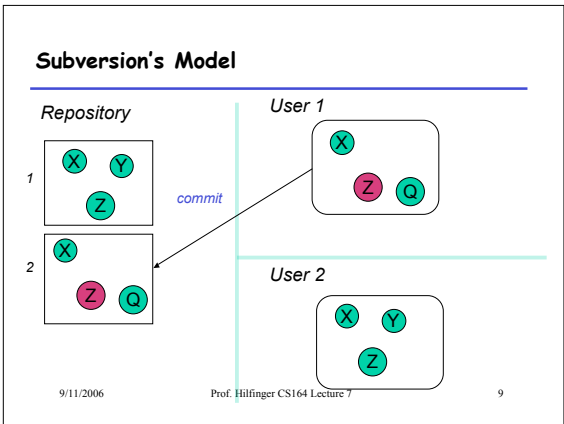 Subversion's Model
Repository
User 1
1
X Y
Z
commit
X
Z Q
2
X
Z Q
User 2
X Y
Z
9/11/2006 Prof. Hilfinger CS164 Lecture 7 9